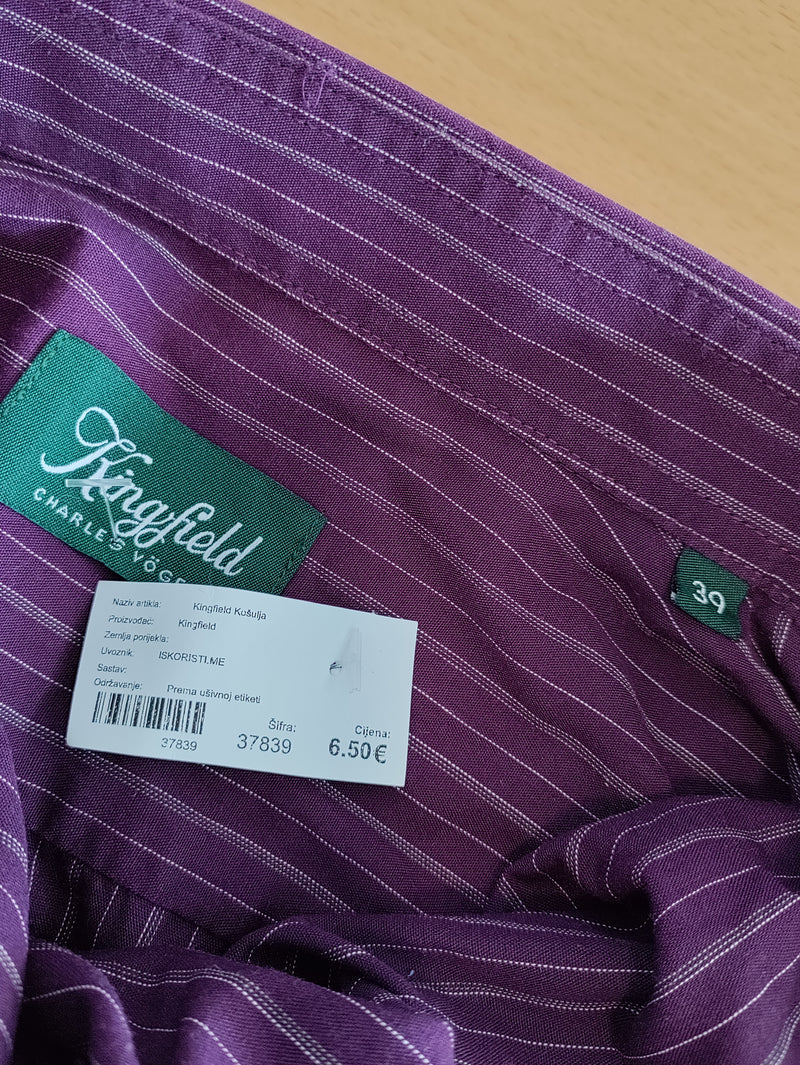 Kingfield
CHARLES VÖGE
39
Naziv artikla: Kingfield Košulja
Proizvođač: Kingfield
Zemlja porijekla:
Uvoznik: ISKORISTI.ME
Sastav:
Održavanje: Prema ušivnoj etiketi
37839
Šifra:
37839
Cijena:
6.50€